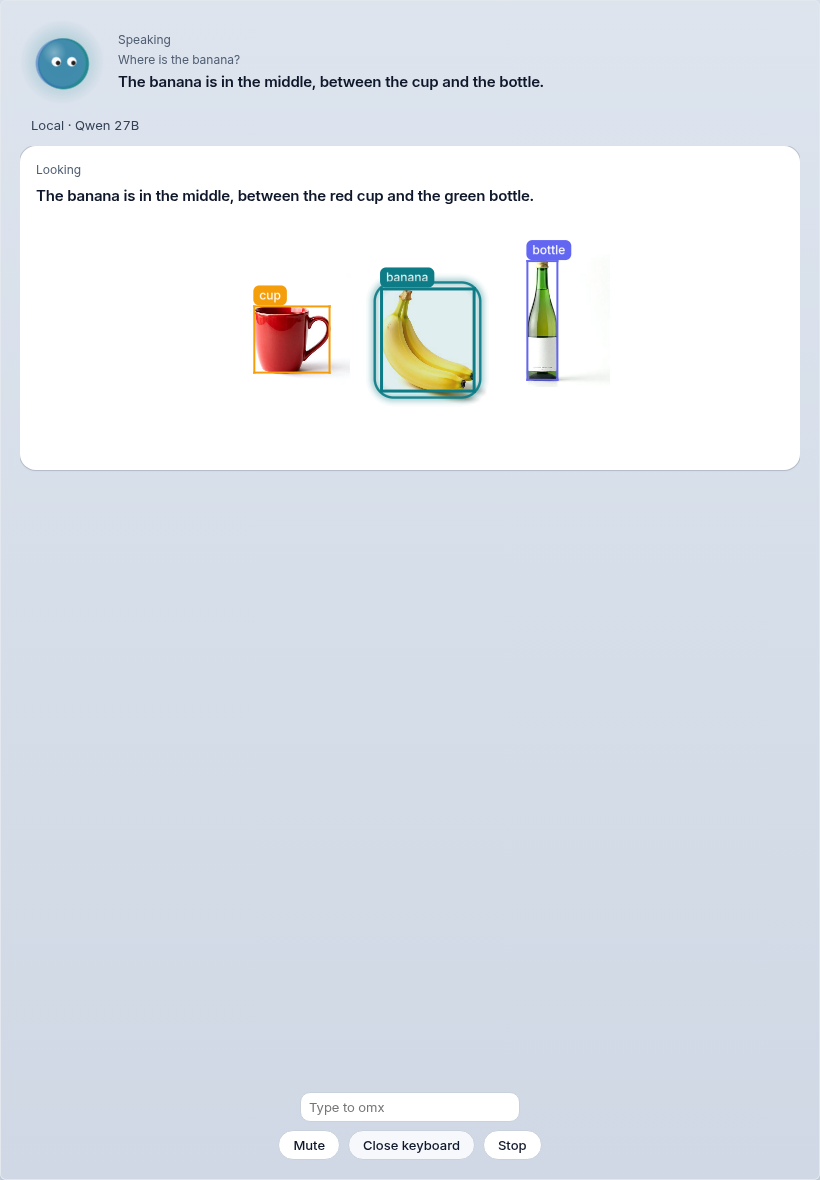 Speaking
Where is the banana?
The banana is in the middle, between the cup and the bottle.
Local · Qwen 27B
Looking
The banana is in the middle, between the red cup and the green bottle.
bottle
banana
cup
Type to omx
Mute
Close keyboard
Stop